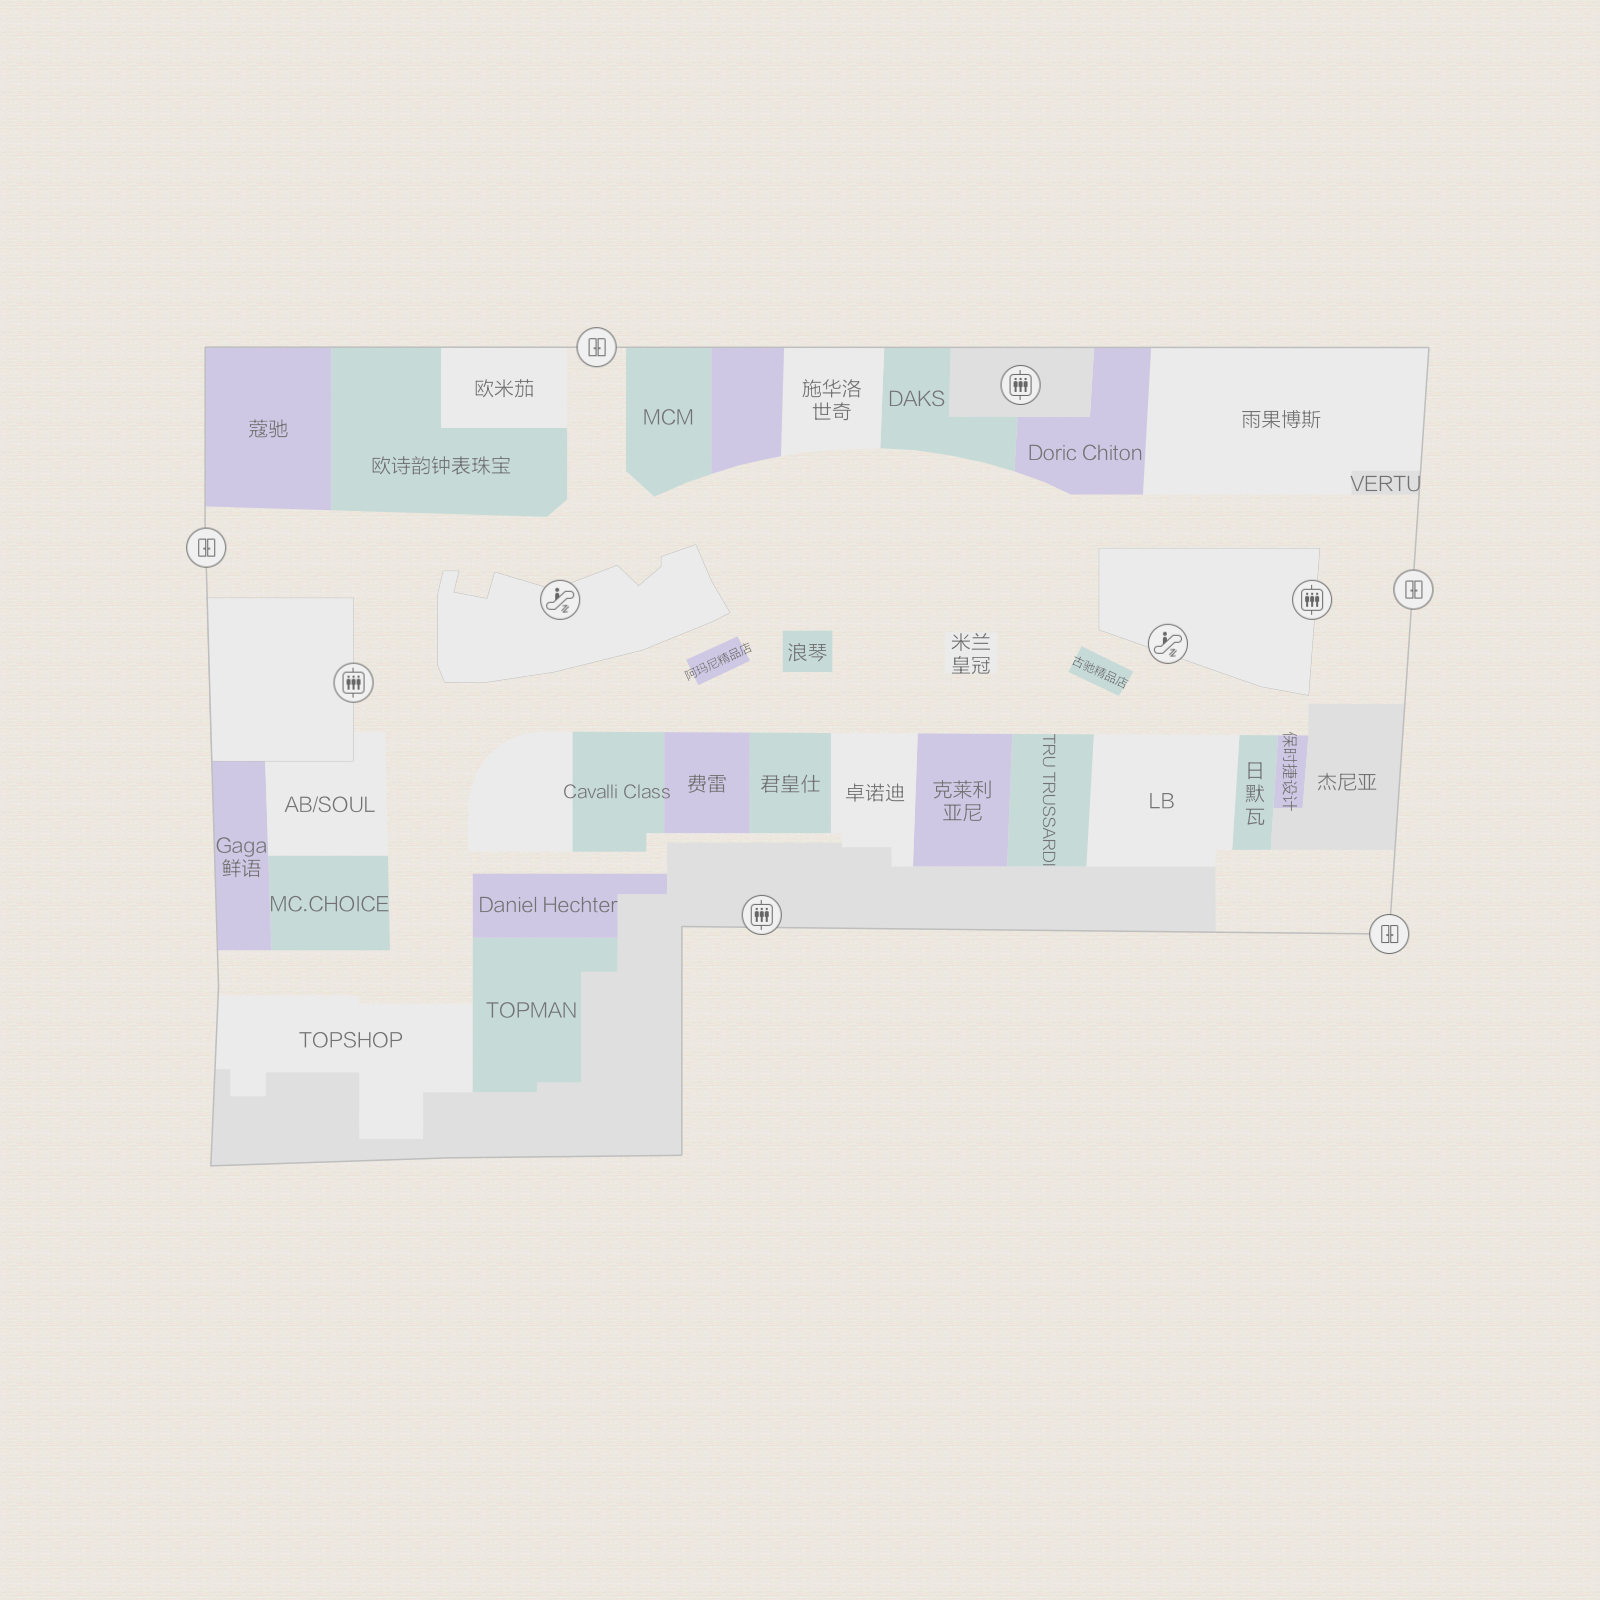 欧米茄
施华洛
世奇
DAKS
MCM
雨果博斯
蔻驰
Doric Chiton
欧诗韵钟表珠宝
VERTU
阿玛尼精品店
浪琴
米兰
皇冠
古驰精品店
Cavalli Class
费雷
君皇仕
卓诺迪
克莱利
亚尼
TRU TRUSSARDI
LB
日
默
瓦
保时捷设计
杰尼亚
AB/SOUL
Gaga
鲜语
MC.CHOICE
Daniel Hechter
TOPMAN
TOPSHOP